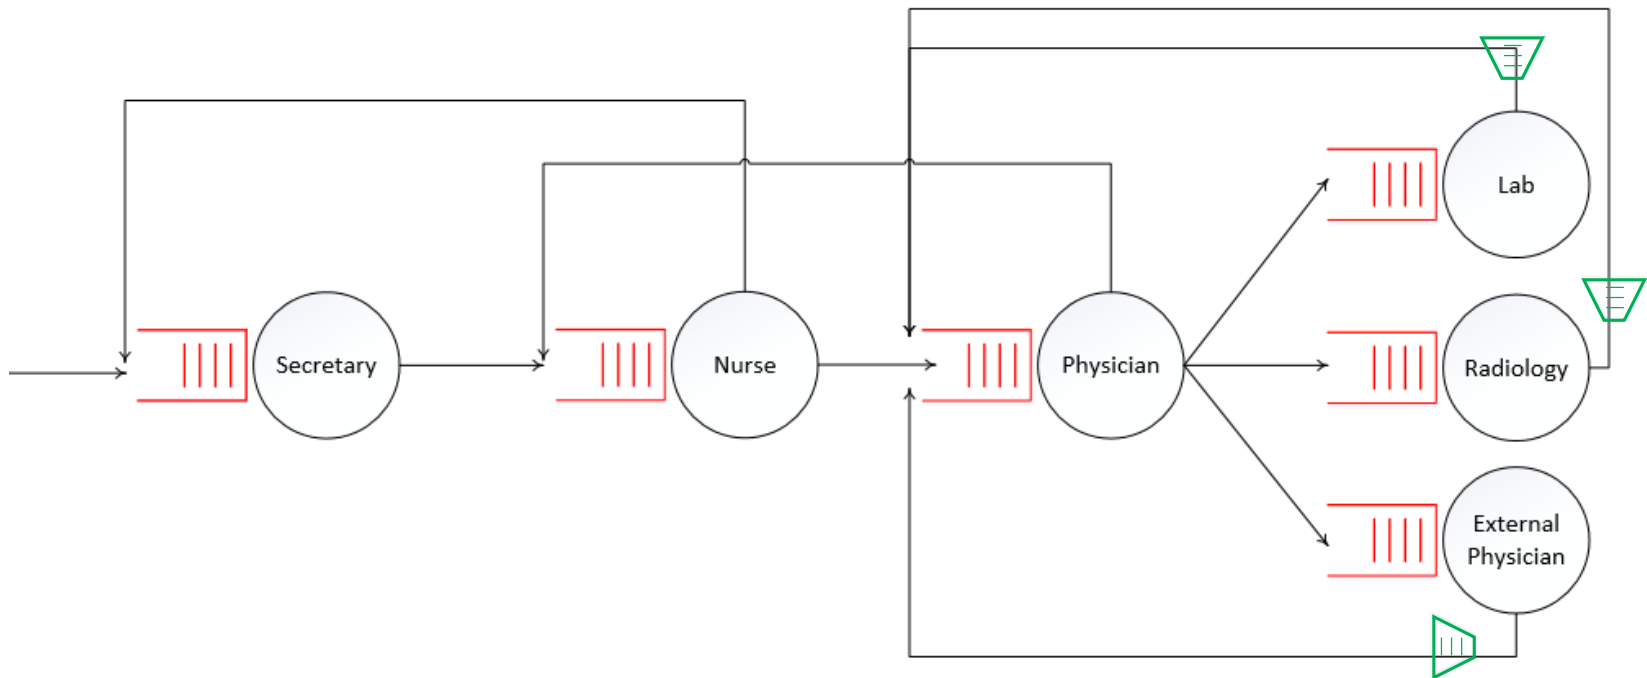 Secretary
Nurse
Physician
Lab
Radiology
External
Physician